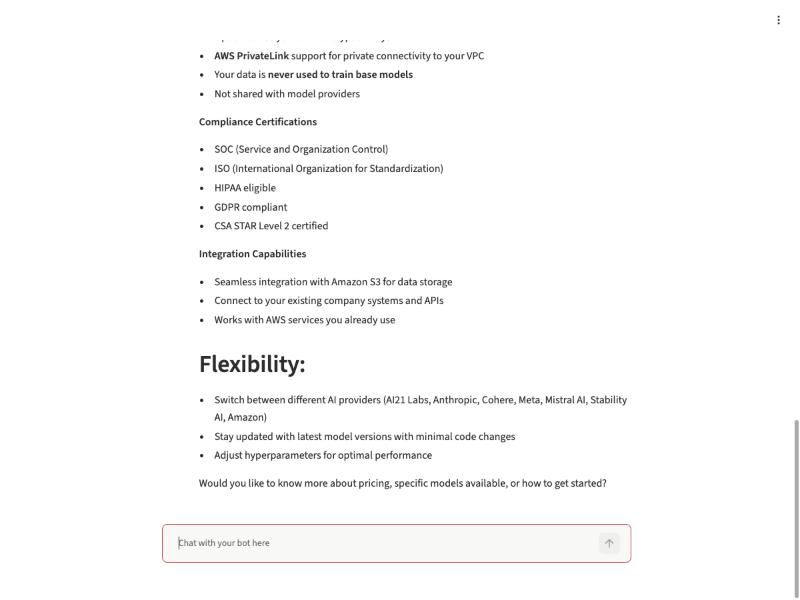 AWS PrivateLink support for private connectivity to your VPC
Your data is never used to train base models
Not shared with model providers
Compliance Certifications
SOC (Service and Organization Control)
ISO (International Organization for Standardization)
HIPAA eligible
GDPR compliant
CSA STAR Level 2 certified
Integration Capabilities
Seamless integration with Amazon S3 for data storage
Connect to your existing company systems and APIs
Works with AWS services you already use
Flexibility:
Switch between different AI providers (AI21 Labs, Anthropic, Cohere, Meta, Mistral AI, Stability
AI, Amazon)
Stay updated with latest model versions with minimal code changes
Adjust hyperparameters for optimal performance
Would you like to know more about pricing, specific models available, or how to get started?
Chat with your bot here